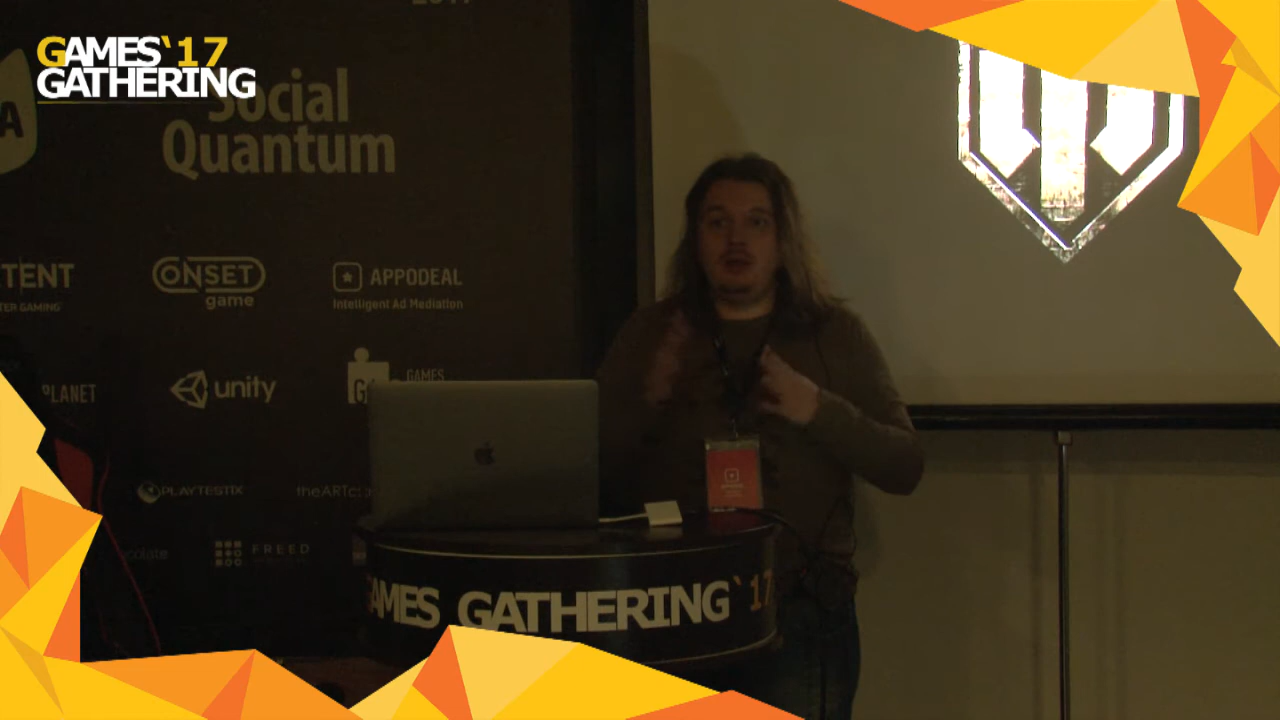 GAMES`17
GATHERING
Social
Quantum
TENT
ONSET
game
APPODEAL
Intelligent Ad Mediation
PLANET
unity
GAMES
PLAYTESTIX
FREED
GAMES GATHERING`17